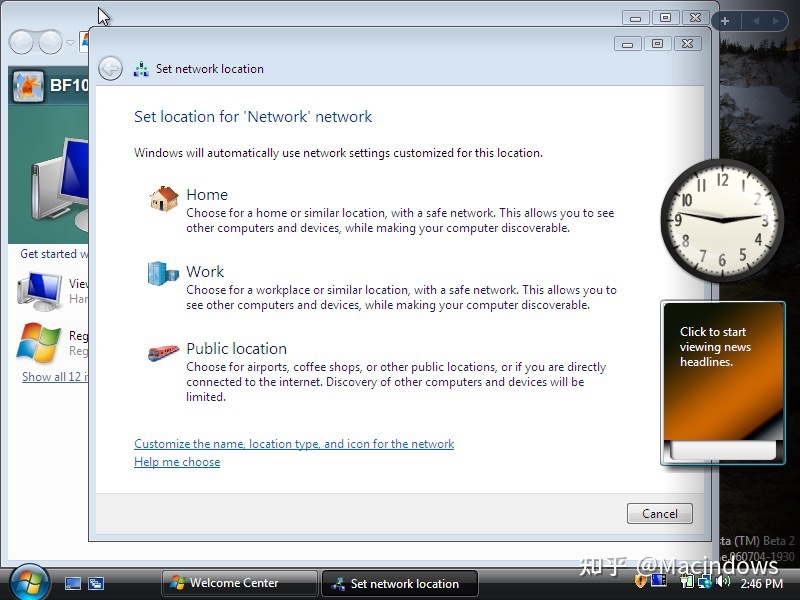 BF10
Set network location
Set location for 'Network' network
Windows will automatically use network settings customized for this location.
Home
Choose for a home or similar location, with a safe network. This allows you to see
other computers and devices, while making your computer discoverable.
Work
Choose for a workplace or similar location, with a safe network. This allows you to
see other computers and devices, while making your computer discoverable.
Public location
Choose for airports, coffee shops, or other public locations, or if you are directly
connected to the internet. Discovery of other computers and devices will be
limited.
Customize the name, location type, and icon for the network
Help me choose
Cancel
Get started w
View
Har
Reg
Reg
Show all 12 i
12
1
2
3
4
5
6
7
8
9
10
11
Click to start
viewing news
headlines.
sta (TM) Beta 2
e.060704-1930
知乎 @Macindows
Welcome Center
Set network location
2:46 PM